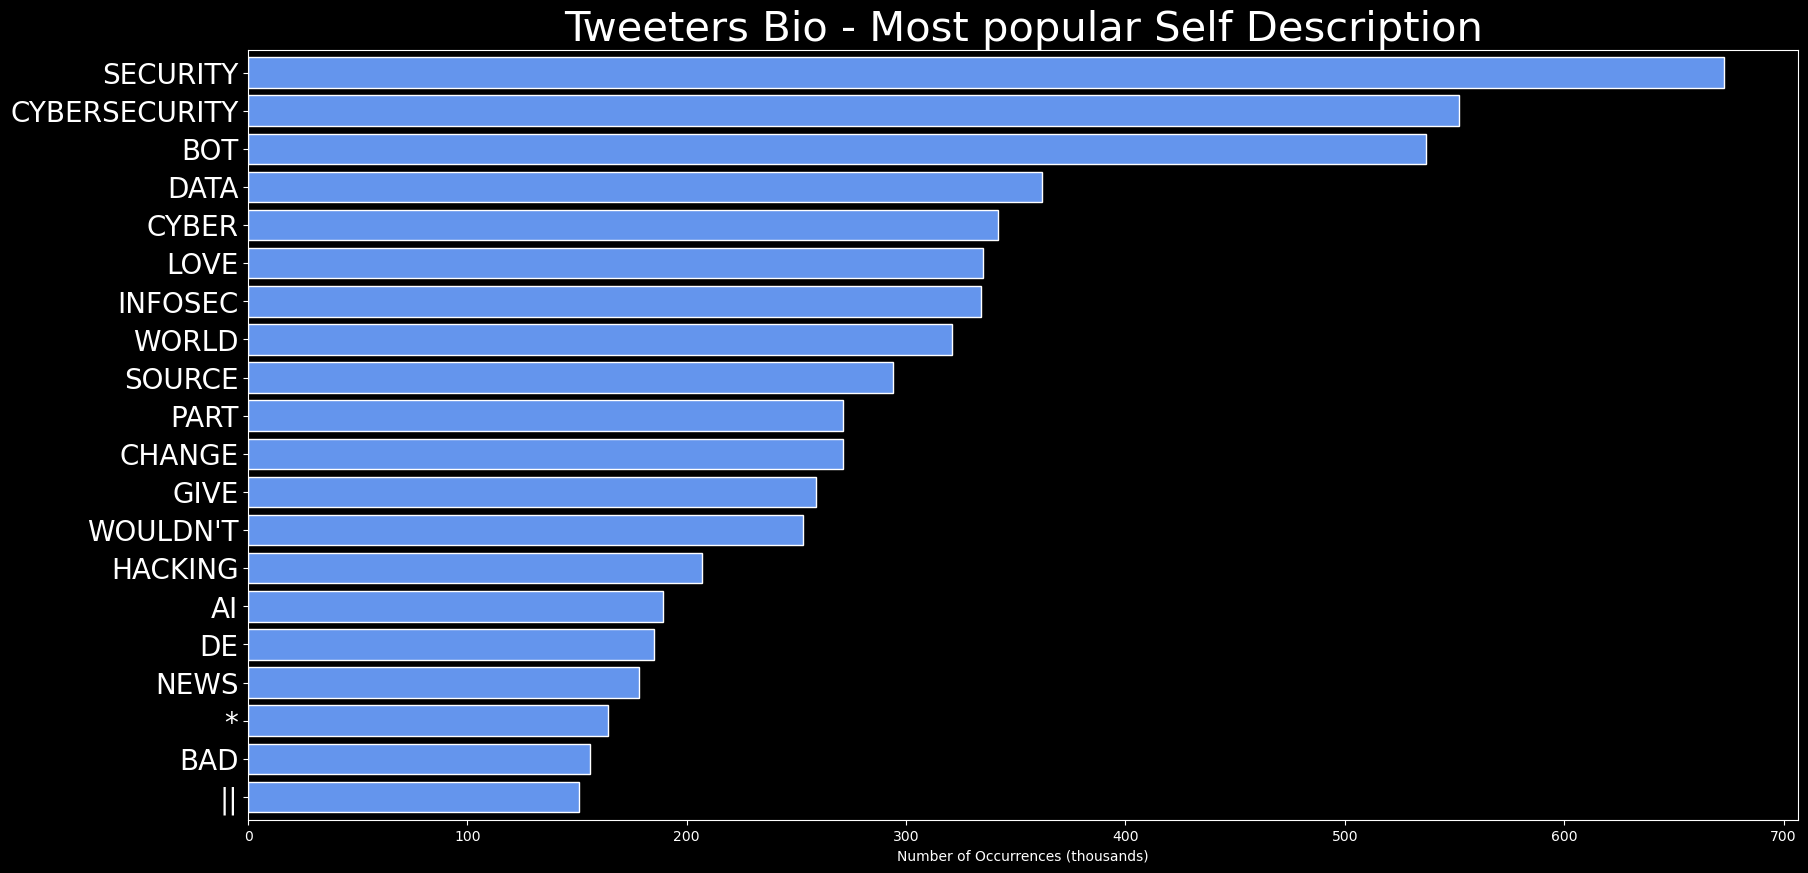 Tweeters Bio - Most popular Self Description
SECURITY
CYBERSECURITY
BOT
DATA
CYBER
LOVE
INFOSEC
WORLD
SOURCE
PART
CHANGE
GIVE
WOULDN'T
HACKING
AI
DE
NEWS
*
BAD
||
0 100 200 300 400 500 600 700
Number of Occurrences (thousands)